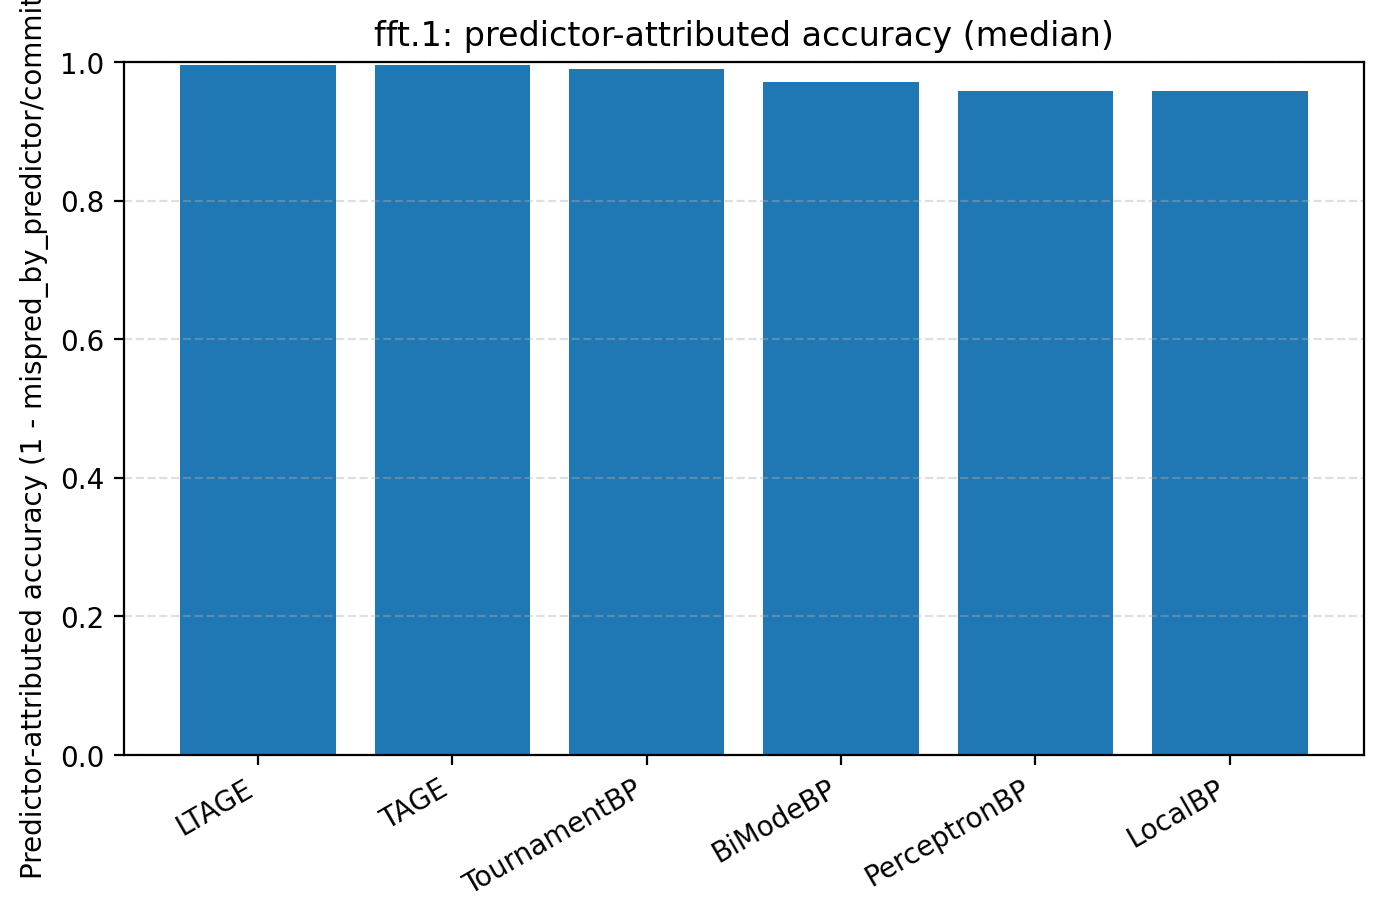 fft.1: predictor-attributed accuracy (median)
Predictor-attributed accuracy (1 - mispred_by_predictor/commit
1.0
0.8
0.6
0.4
0.2
0.0
LTAGE
TAGE
TournamentBP
BiModeBP
PerceptronBP
LocalBP